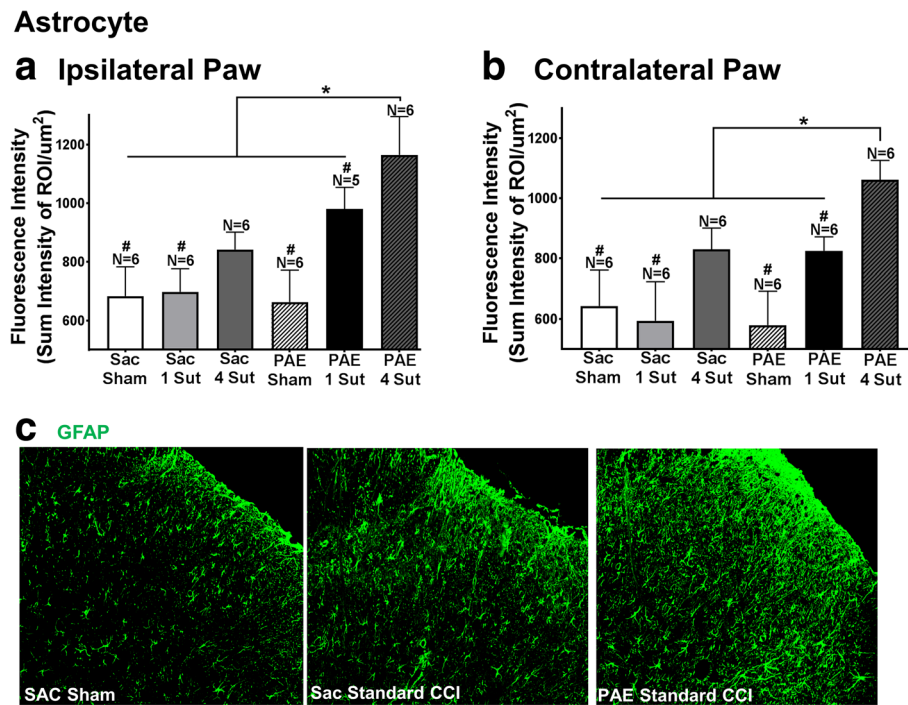 Astrocyte
a Ipsilateral Paw
Fluorescence Intensity
(Sum Intensity of ROI/um²)
1200
1000
800
600
*
#
N=6
#
N=6
N=6
#
N=6
#
N=5
N=6
Sac Sham
Sac 1 Sut
Sac 4 Sut
PAE Sham
PAE 1 Sut
PAE 4 Sut
b Contralateral Paw
Fluorescence Intensity
(Sum Intensity of ROI/um²)
1200
1000
800
600
*
#
N=6
#
N=6
N=6
#
N=6
#
N=6
N=6
Sac Sham
Sac 1 Sut
Sac 4 Sut
PAE Sham
PAE 1 Sut
PAE 4 Sut
c GFAP
SAC Sham
Sac Standard CCI
PAE Standard CCI